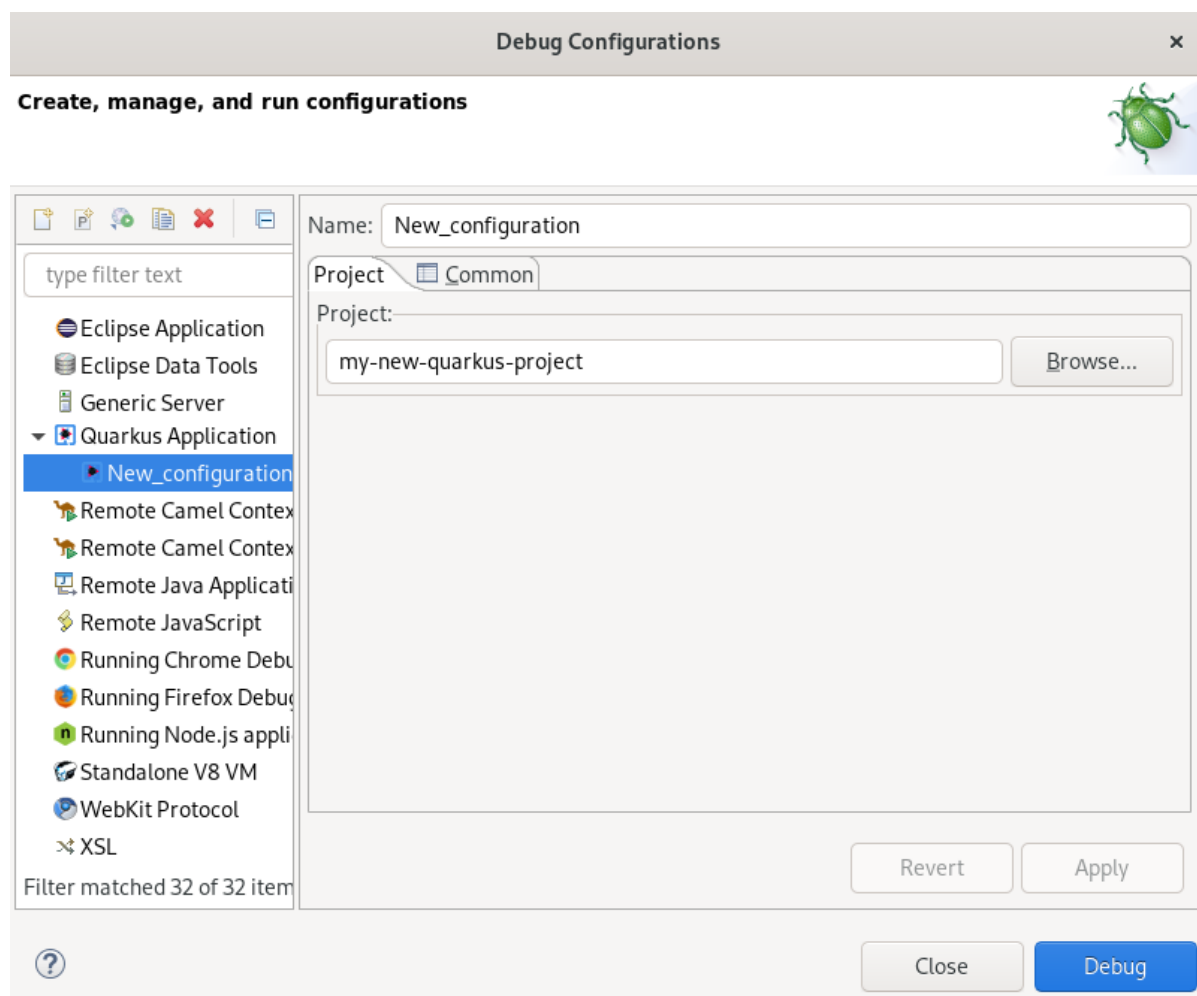 Debug Configurations
Create, manage, and run configurations
type filter text
Eclipse Application
Eclipse Data Tools
Generic Server
Quarkus Application
New_configuration
Remote Camel Contex
Remote Camel Contex
Remote Java Applicati
Remote JavaScript
Running Chrome Debu
Running Firefox Debug
Running Node.js appli
Standalone V8 VM
WebKit Protocol
XSL
Filter matched 32 of 32 item
Name: New_configuration
Project Common
Project:
my-new-quarkus-project Browse...
Revert Apply
Close Debug